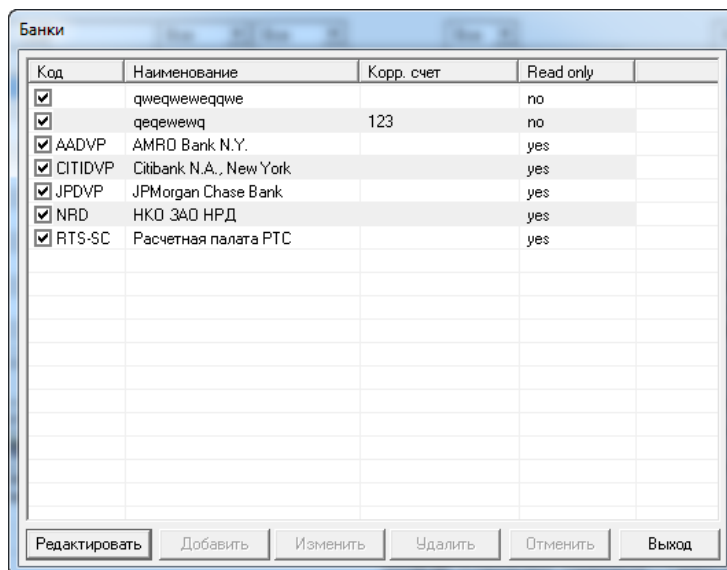 Банки
Код Наименование Корр. счет Read only
qweqweweqqwe no
qeqewewq 123 no
AADVP AMRO Bank N.Y. yes
CITIDVP Citibank N.A., New York yes
JPDVP JPMorgan Chase Bank yes
NRD НКО ЗАО НРД yes
RTS-SC Расчетная палата РТС yes
Редактировать Добавить Изменить Удалить Отменить Выход